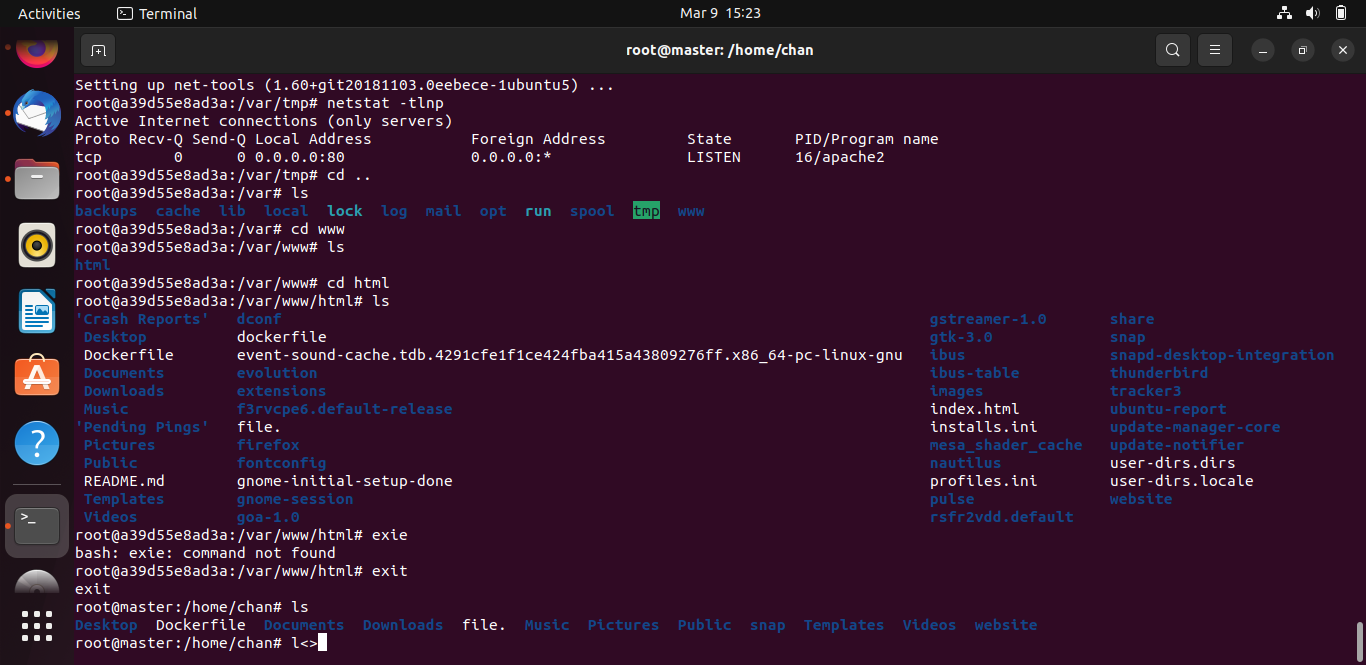 Activities Terminal Mar 9 15:23
root@master: /home/chan
Setting up net-tools (1.60+git20181103.0eebece-1ubuntu5) ...
root@a39d55e8ad3a:/var/tmp# netstat -tlnp
Active Internet connections (only servers)
Proto Recv-Q Send-Q Local Address Foreign Address State PID/Program name
tcp 0 0 0.0.0.0:80 0.0.0.0:* LISTEN 16/apache2
root@a39d55e8ad3a:/var/tmp# cd ..
root@a39d55e8ad3a:/var# ls
backups cache lib local lock log mail opt run spool tmp www
root@a39d55e8ad3a:/var# cd www
root@a39d55e8ad3a:/var/www# ls
html
root@a39d55e8ad3a:/var/www# cd html
root@a39d55e8ad3a:/var/www/html# ls
'Crash Reports' dconf gstreamer-1.0 share
Desktop dockerfile gtk-3.0 snap
Dockerfile event-sound-cache.tdb.4291cfe1f1ce424fba415a43809276ff.x86_64-pc-linux-gnu ibus snapd-desktop-integration
Documents evolution ibus-table thunderbird
Downloads extensions images tracker3
Music f3rvcpe6.default-release index.html ubuntu-report
'Pending Pings' file. installs.ini update-manager-core
Pictures firefox mesa_shader_cache update-notifier
Public fontconfig nautilus user-dirs.dirs
README.md gnome-initial-setup-done profiles.ini user-dirs.locale
Templates gnome-session pulse website
Videos goa-1.0 rsfr2vdd.default
root@a39d55e8ad3a:/var/www/html# exie
bash: exie: command not found
root@a39d55e8ad3a:/var/www/html# exit
exit
root@master:/home/chan# ls
Desktop Dockerfile Documents Downloads file. Music Pictures Public snap Templates Videos website
root@master:/home/chan# l<>